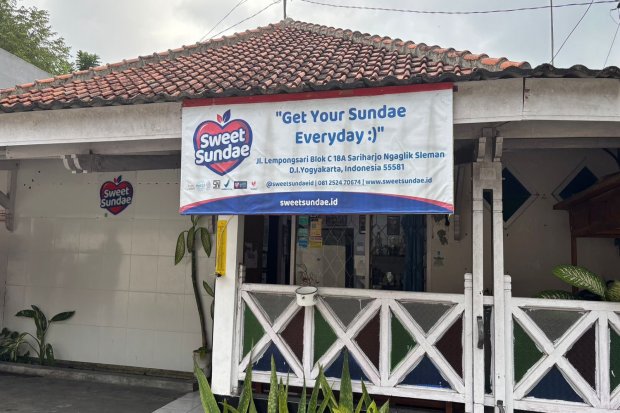 "Get Your Sundae
Everyday :)"
Sweet
Sundae
Jl. Lempongsari Blok C 18A Sariharjo Ngaglik Sleman
D.I.Yogyakarta, Indonesia 55581
@sweetsundaeid | 081 2524 70674 | www.sweetsundae.id
sweetsundae.id
Sweet
Sundae